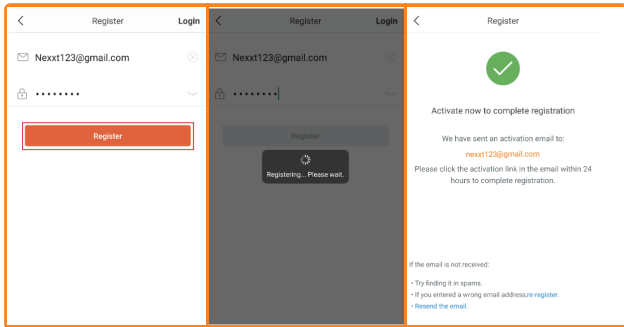 Register
Login
Nexxt123@gmail.com
••••••••
Register
Register
Login
Nexxt123@gmail.com
••••••••
Register
Registering... Please wait.
Register
Activate now to complete registration
We have sent an activation email to:
nexxt123@gmail.com
Please click the activation link in the email within 24
hours to complete registration.
If the email is not received:
• Try finding it in spams.
• If you entered a wrong email address,re-register.
• Resend the email.